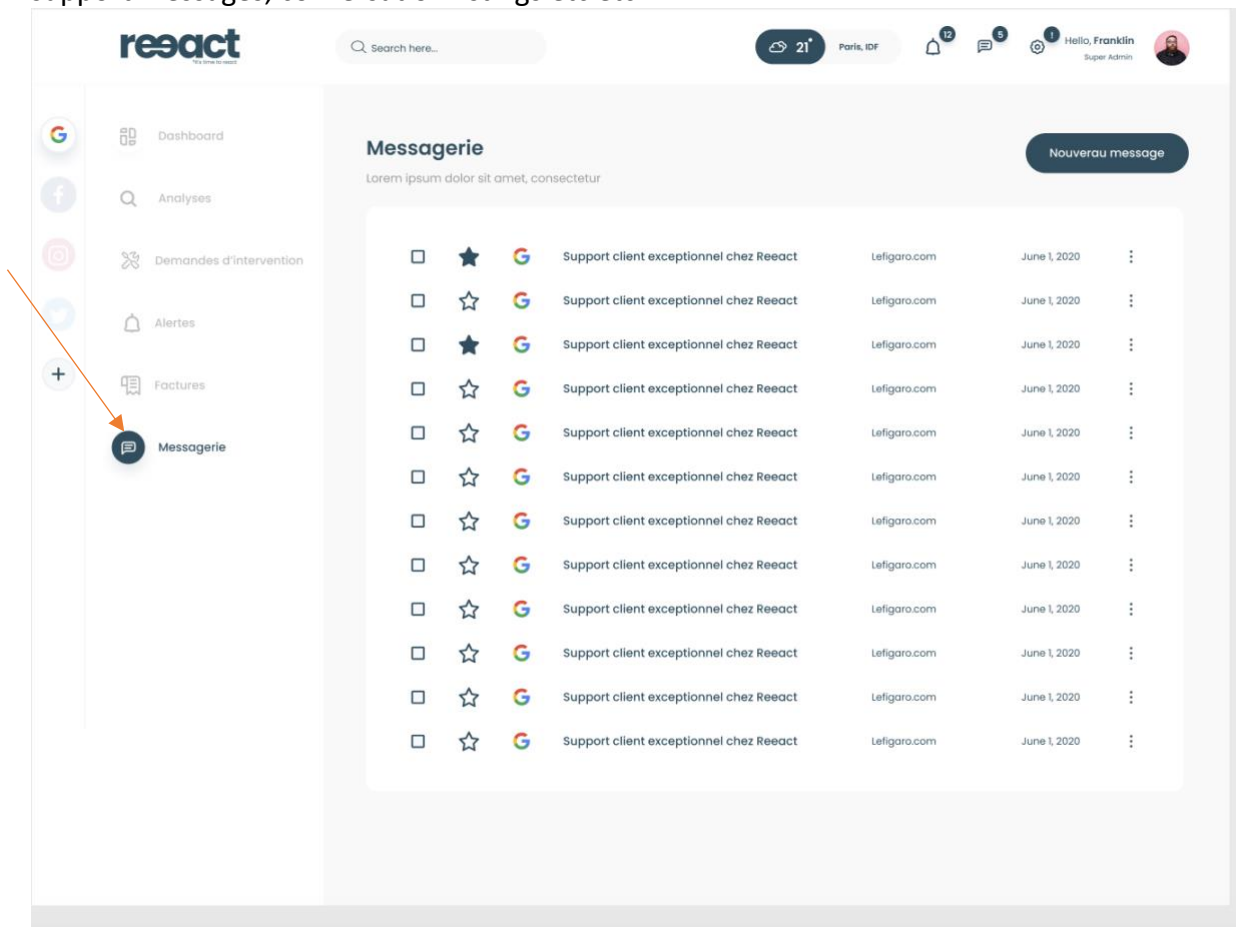 reeact
"It's time to react
Search here...
21°
Paris, IDF
12
5
!
Hello, Franklin
Super Admin
Dashboard
Analyses
Demandes d'intervention
Alertes
Factures
Messagerie
Messagerie
Lorem ipsum dolor sit amet, consectetur
Nouverau message
Support client exceptionnel chez Reeact Lefigaro.com June 1, 2020
Support client exceptionnel chez Reeact Lefigaro.com June 1, 2020
Support client exceptionnel chez Reeact Lefigaro.com June 1, 2020
Support client exceptionnel chez Reeact Lefigaro.com June 1, 2020
Support client exceptionnel chez Reeact Lefigaro.com June 1, 2020
Support client exceptionnel chez Reeact Lefigaro.com June 1, 2020
Support client exceptionnel chez Reeact Lefigaro.com June 1, 2020
Support client exceptionnel chez Reeact Lefigaro.com June 1, 2020
Support client exceptionnel chez Reeact Lefigaro.com June 1, 2020
Support client exceptionnel chez Reeact Lefigaro.com June 1, 2020
Support client exceptionnel chez Reeact Lefigaro.com June 1, 2020
Support client exceptionnel chez Reeact Lefigaro.com June 1, 2020